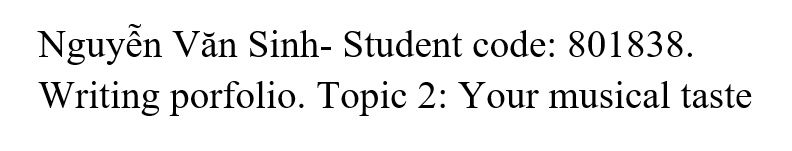 Nguyễn Văn Sinh- Student code: 801838.
Writing porfolio. Topic 2: Your musical taste